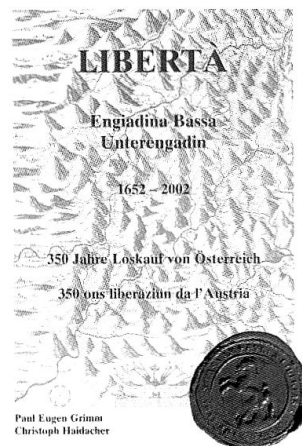 LIBERTÀ
Engiadina Bassa
Unterengadin
1652 – 2002
350 Jahre Loskauf von Österreich
350 ons liberaziun da l'Austria
Paul Eugen Grimm
Christoph Haidacher